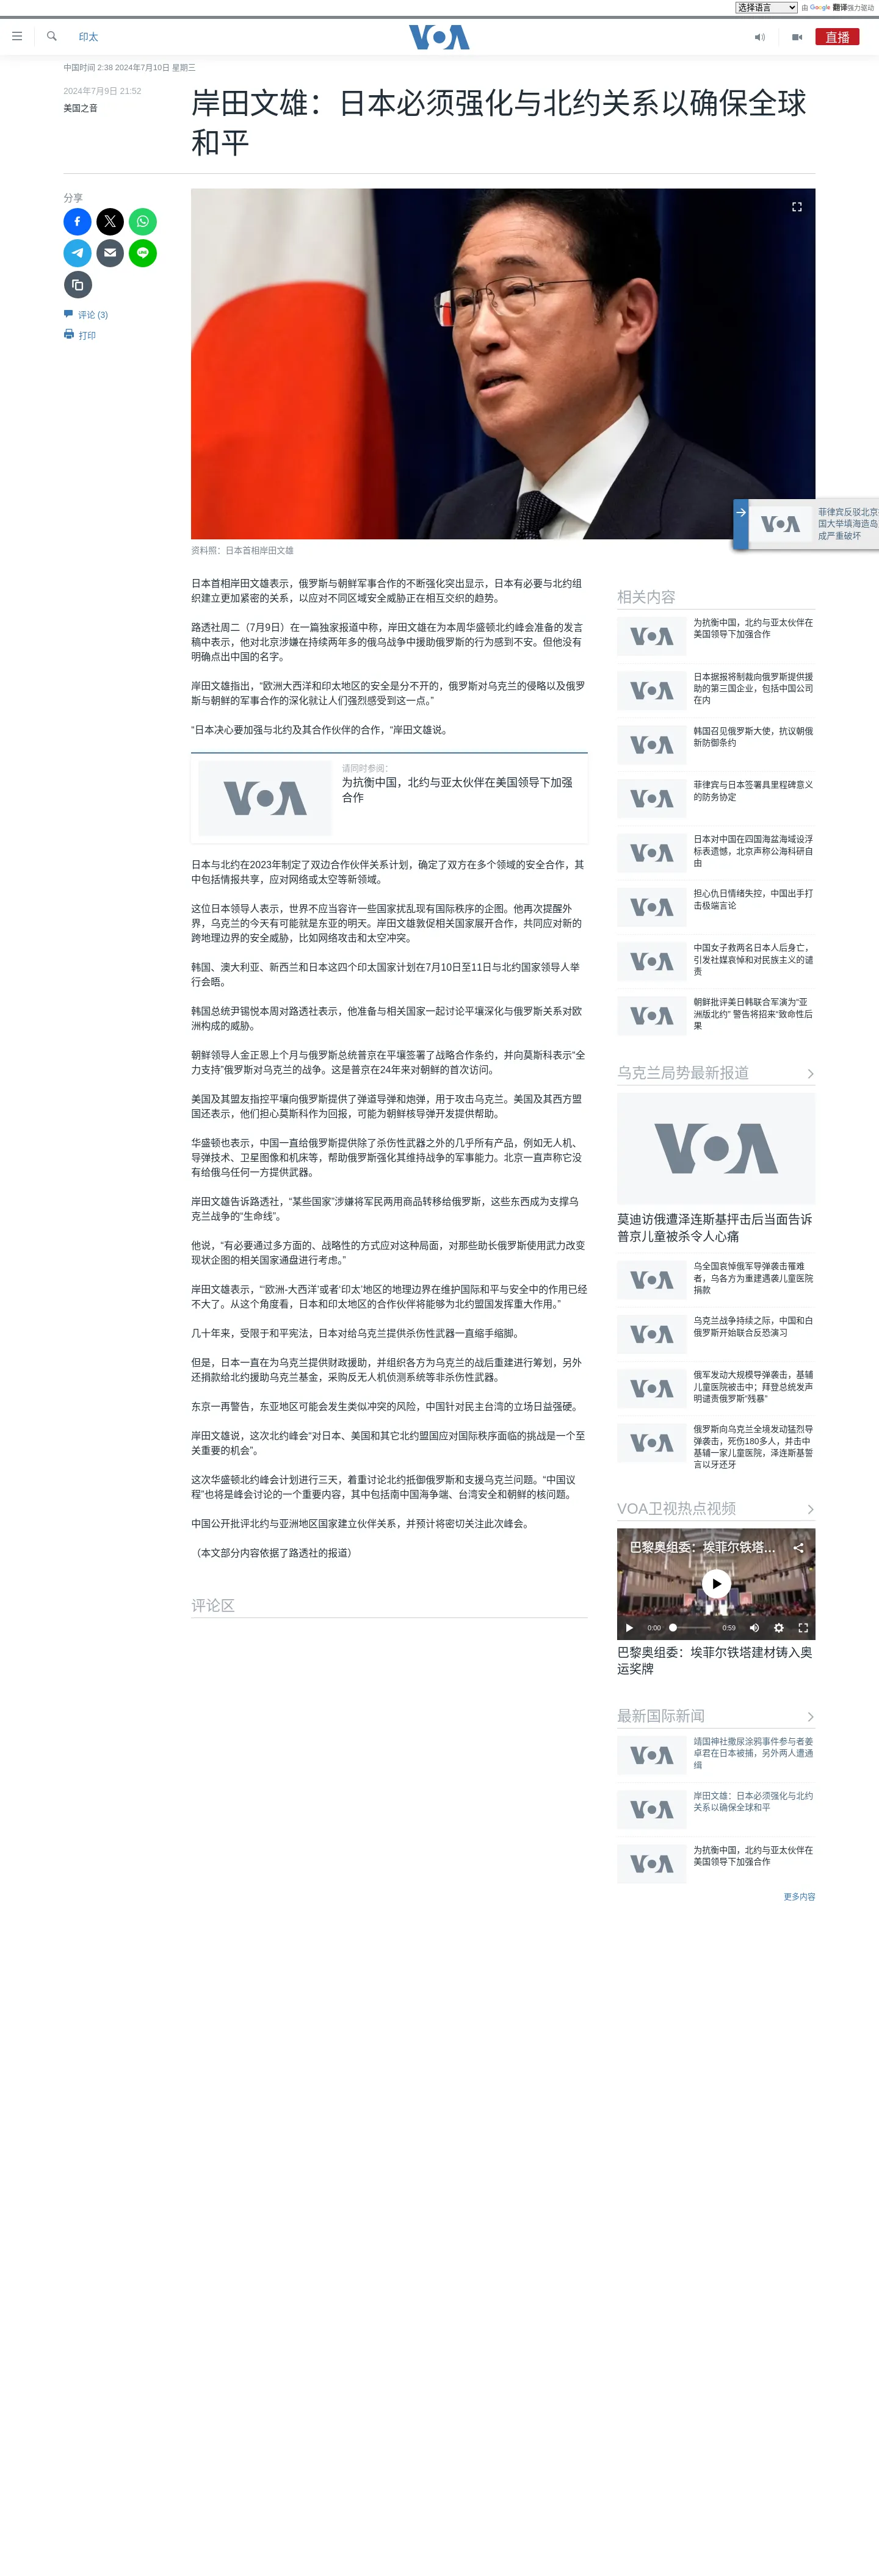 选择语言
由 Google 翻译强力驱动
印太
VOA
直播
中国时间 2:38 2024年7月10日 星期三
2024年7月9日 21:52
美国之音
岸田文雄：日本必须强化与北约关系以确保全球
和平
分享
评论 (3)
打印
资料照：日本首相岸田文雄
菲律宾反驳北京
国大举填海造岛
成严重破坏
日本首相岸田文雄表示，俄罗斯与朝鲜军事合作的不断强化突出显示，日本有必要与北约组
织建立更加紧密的关系，以应对不同区域安全威胁正在相互交织的趋势。
路透社周二（7月9日）在一篇独家报道中称，岸田文雄在为本周华盛顿北约峰会准备的发言
稿中表示，他对北京涉嫌在持续两年多的俄乌战争中援助俄罗斯的行为感到不安。但他没有
明确点出中国的名字。
岸田文雄指出，“欧洲大西洋和印太地区的安全是分不开的，俄罗斯对乌克兰的侵略以及俄罗
斯与朝鲜的军事合作的深化就让人们强烈感受到这一点。”
“日本决心要加强与北约及其合作伙伴的合作，“岸田文雄说。
请同时参阅：
为抗衡中国，北约与亚太伙伴在美国领导下加强
合作
日本与北约在2023年制定了双边合作伙伴关系计划，确定了双方在多个领域的安全合作，其
中包括情报共享，应对网络或太空等新领域。
这位日本领导人表示，世界不应当容许一些国家扰乱现有国际秩序的企图。他再次提醒外
界，乌克兰的今天有可能就是东亚的明天。岸田文雄敦促相关国家展开合作，共同应对新的
跨地理边界的安全威胁，比如网络攻击和太空冲突。
韩国、澳大利亚、新西兰和日本这四个印太国家计划在7月10日至11日与北约国家领导人举
行会晤。
韩国总统尹锡悦本周对路透社表示，他准备与相关国家一起讨论平壤深化与俄罗斯关系对欧
洲构成的威胁。
朝鲜领导人金正恩上个月与俄罗斯总统普京在平壤签署了战略合作条约，并向莫斯科表示“全
力支持”俄罗斯对乌克兰的战争。这是普京在24年来对朝鲜的首次访问。
美国及其盟友指控平壤向俄罗斯提供了弹道导弹和炮弹，用于攻击乌克兰。美国及其西方盟
国还表示，他们担心莫斯科作为回报，可能为朝鲜核导弹开发提供帮助。
华盛顿也表示，中国一直给俄罗斯提供除了杀伤性武器之外的几乎所有产品，例如无人机、
导弹技术、卫星图像和机床等，帮助俄罗斯强化其维持战争的军事能力。北京一直声称它没
有给俄乌任何一方提供武器。
岸田文雄告诉路透社，“某些国家”涉嫌将军民两用商品转移给俄罗斯，这些东西成为支撑乌
克兰战争的“生命线”。
他说，“有必要通过多方面的、战略性的方式应对这种局面，对那些助长俄罗斯使用武力改变
现状企图的相关国家通盘进行考虑。”
岸田文雄表示，“‘欧洲-大西洋’或者‘印太’地区的地理边界在维护国际和平与安全中的作用已经
不大了。从这个角度看，日本和印太地区的合作伙伴将能够为北约盟国发挥重大作用。”
几十年来，受限于和平宪法，日本对给乌克兰提供杀伤性武器一直缩手缩脚。
但是，日本一直在为乌克兰提供财政援助，并组织各方为乌克兰的战后重建进行筹划，另外
还捐款给北约援助乌克兰基金，采购反无人机侦测系统等非杀伤性武器。
东京一再警告，东亚地区可能会发生类似冲突的风险，中国针对民主台湾的立场日益强硬。
岸田文雄说，这次北约峰会“对日本、美国和其它北约盟国应对国际秩序面临的挑战是一个至
关重要的机会”。
这次华盛顿北约峰会计划进行三天，着重讨论北约抵御俄罗斯和支援乌克兰问题。“中国议
程”也将是峰会讨论的一个重要内容，其中包括南中国海争端、台湾安全和朝鲜的核问题。
中国公开批评北约与亚洲地区国家建立伙伴关系，并预计将密切关注此次峰会。
（本文部分内容依据了路透社的报道）
评论区
相关内容
为抗衡中国，北约与亚太伙伴在
美国领导下加强合作
日本据报将制裁向俄罗斯提供援
助的第三国企业，包括中国公司
在内
韩国召见俄罗斯大使，抗议朝俄
新防御条约
菲律宾与日本签署具里程碑意义
的防务协定
日本对中国在四国海盆海域设浮
标表遗憾，北京声称公海科研自
由
担心仇日情绪失控，中国出手打
击极端言论
中国女子救两名日本人后身亡，
引发社媒哀悼和对民族主义的谴
责
朝鲜批评美日韩联合军演为“亚
洲版北约” 警告将招来“致命性后
果
乌克兰局势最新报道
莫迪访俄遭泽连斯基抨击后当面告诉
普京儿童被杀令人心痛
乌全国哀悼俄军导弹袭击罹难
者，乌各方为重建遇袭儿童医院
捐款
乌克兰战争持续之际，中国和白
俄罗斯开始联合反恐演习
俄军发动大规模导弹袭击，基辅
儿童医院被击中；拜登总统发声
明谴责俄罗斯“残暴”
俄罗斯向乌克兰全境发动猛烈导
弹袭击，死伤180多人，并击中
基辅一家儿童医院，泽连斯基誓
言以牙还牙
VOA卫视热点视频
巴黎奥组委：埃菲尔铁塔...
0:00
0:59
巴黎奥组委：埃菲尔铁塔建材铸入奥
运奖牌
最新国际新闻
靖国神社撒尿涂鸦事件参与者姜
卓君在日本被捕，另外两人遭通
缉
岸田文雄：日本必须强化与北约
关系以确保全球和平
为抗衡中国，北约与亚太伙伴在
美国领导下加强合作
更多内容